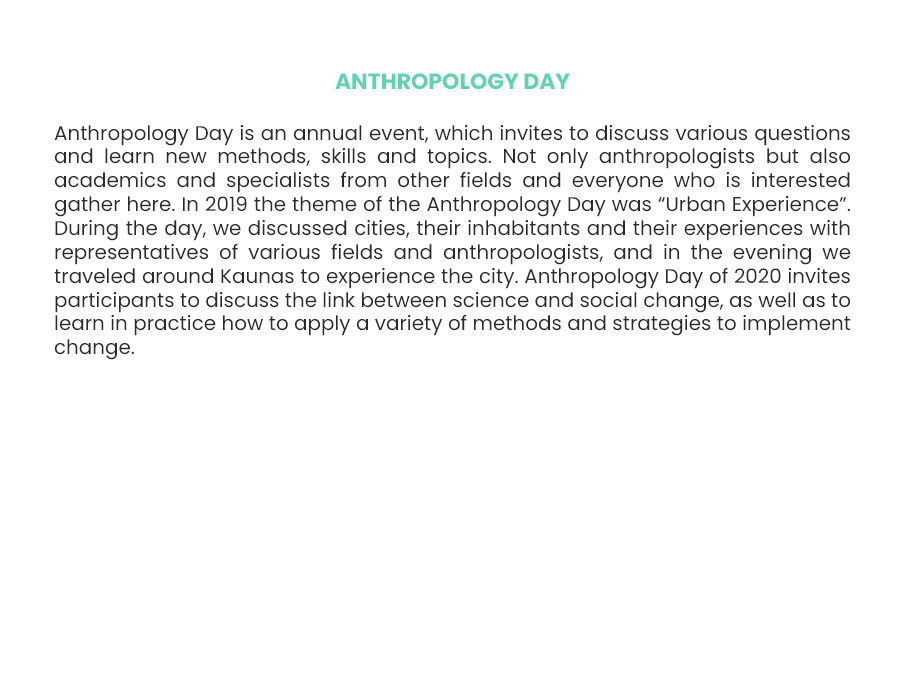 ANTHROPOLOGY DAY
Anthropology Day is an annual event, which invites to discuss various questions
and learn new methods, skills and topics. Not only anthropologists but also
academics and specialists from other fields and everyone who is interested
gather here. In 2019 the theme of the Anthropology Day was “Urban Experience”.
During the day, we discussed cities, their inhabitants and their experiences with
representatives of various fields and anthropologists, and in the evening we
traveled around Kaunas to experience the city. Anthropology Day of 2020 invites
participants to discuss the link between science and social change, as well as to
learn in practice how to apply a variety of methods and strategies to implement
change.